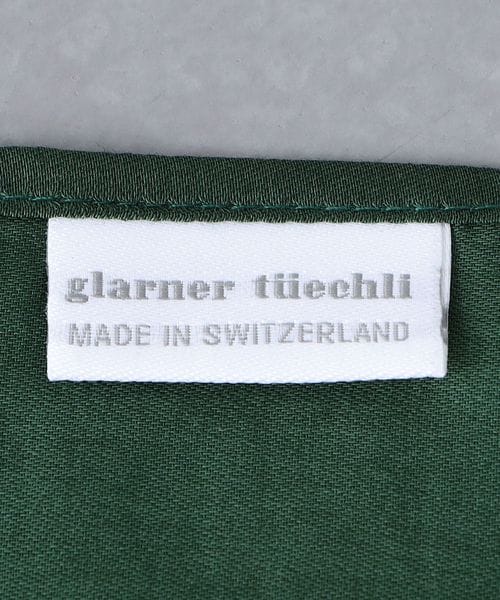 glarner tüechli
MADE IN SWITZERLAND